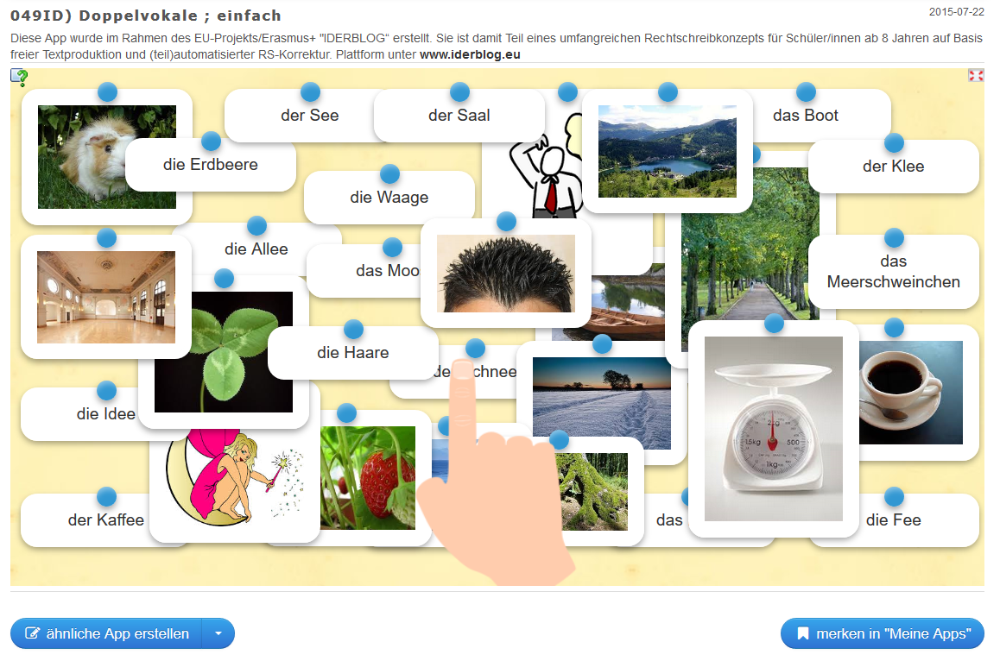 049ID) Doppelvokale ; einfach
2015-07-22
Diese App wurde im Rahmen des EU-Projekts/Erasmus+ "IDERBLOG“ erstellt. Sie ist damit Teil eines umfangreichen Rechtschreibkonzepts für Schüler/innen ab 8 Jahren auf Basis
freier Textproduktion und (teil)automatisierter RS-Korrektur. Plattform unter www.iderblog.eu
der See
der Saal
das Boot
die Erdbeere
der Klee
die Waage
die Allee
das Moo
das
Meerschweinchen
die Haare
chnee
die Idee
500
1kg
der Kaffee
das
die Fee
ähnliche App erstellen
merken in "Meine Apps"